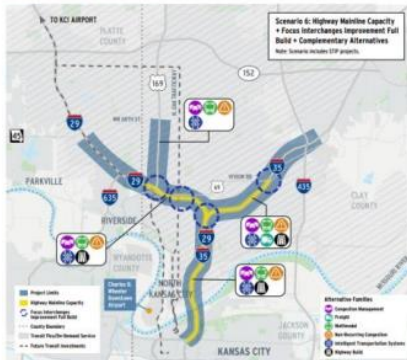 TO KCI AIRPORT
PLATTE
COUNTY
Scenario 6: Highway Mainline Capacity
+ Focus Interchanges Improvement Full
Build + Complementary Alternatives
Note: Scenario includes STIP projects.
169
152
45
29
29
35
435
PARKVILLE
635
RIVERSIDE
CLAY
COUNTY
WYANDOTTE
COUNTY
29
35
Charles B.
Wheeler
Downtown
Airport
NORTH
KANSAS CITY
JACKSON
COUNTY
KANSAS CITY
MISSOURI RIVER
Project Limits
Highway Mainline Capacity
Focus Interchanges
Improvement Full Build
County Boundary
Transit Flex/On-Demand Service
Future Transit Investments
Alternative Families
Congestion Management
Freight
Multimodal
Non-Recurring Congestion
Intelligent Transportation Systems
Highway Build